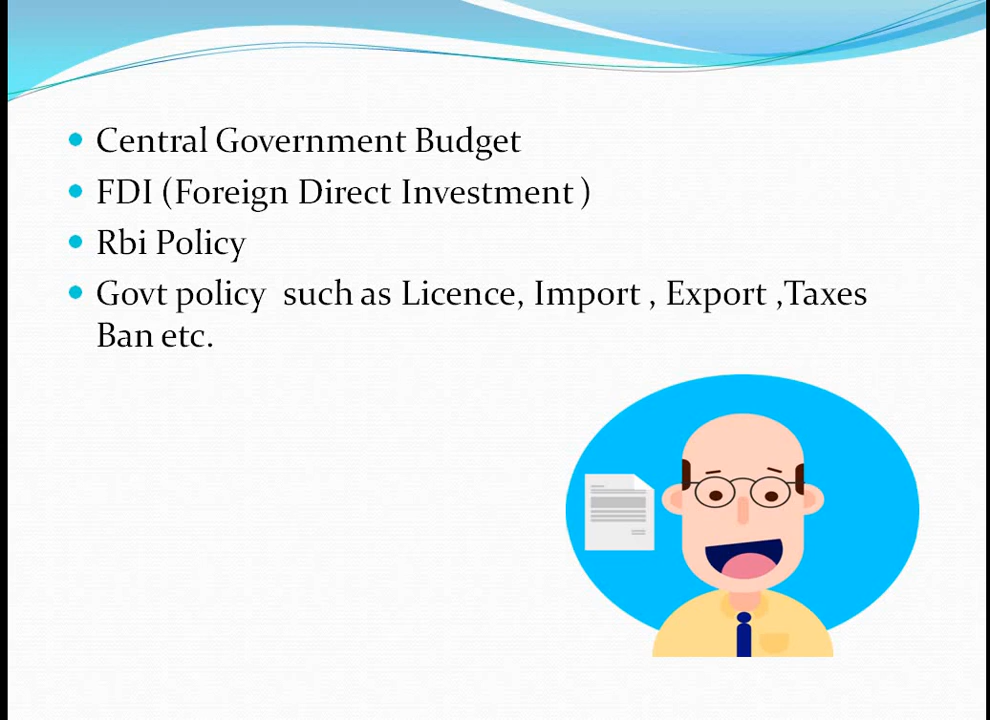 Central Government Budget
FDI (Foreign Direct Investment )
Rbi Policy
Govt policy  such as Licence, Import , Export ,Taxes
Ban etc.